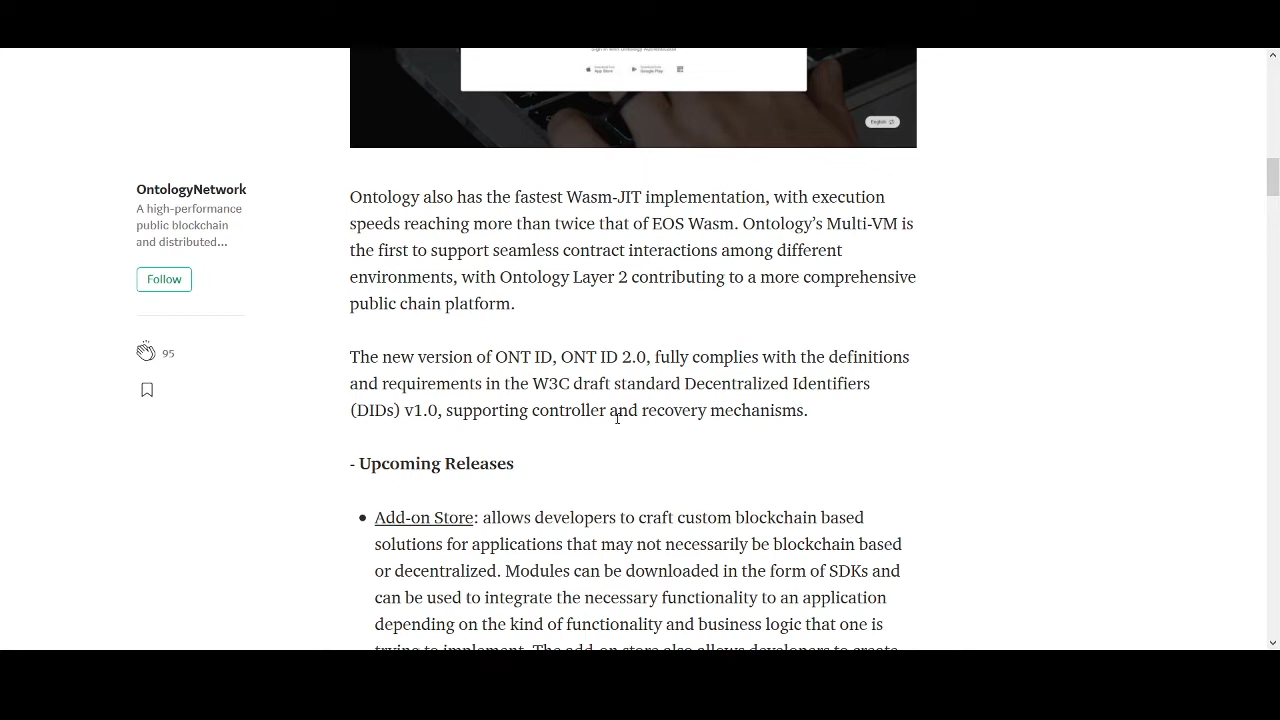 App Store
Google Play
English
OntologyNetwork
A high-performance
public blockchain
and distributed...
Follow
95
Ontology also has the fastest Wasm-JIT implementation, with execution
speeds reaching more than twice that of EOS Wasm. Ontology’s Multi-VM is
the first to support seamless contract interactions among different
environments, with Ontology Layer 2 contributing to a more comprehensive
public chain platform.
The new version of ONT ID, ONT ID 2.0, fully complies with the definitions
and requirements in the W3C draft standard Decentralized Identifiers
(DIDs) v1.0, supporting controller and recovery mechanisms.
- Upcoming Releases
• Add-on Store: allows developers to craft custom blockchain based
solutions for applications that may not necessarily be blockchain based
or decentralized. Modules can be downloaded in the form of SDKs and
can be used to integrate the necessary functionality to an application
depending on the kind of functionality and business logic that one is
trying to implement. The add-on store also allows developers to create